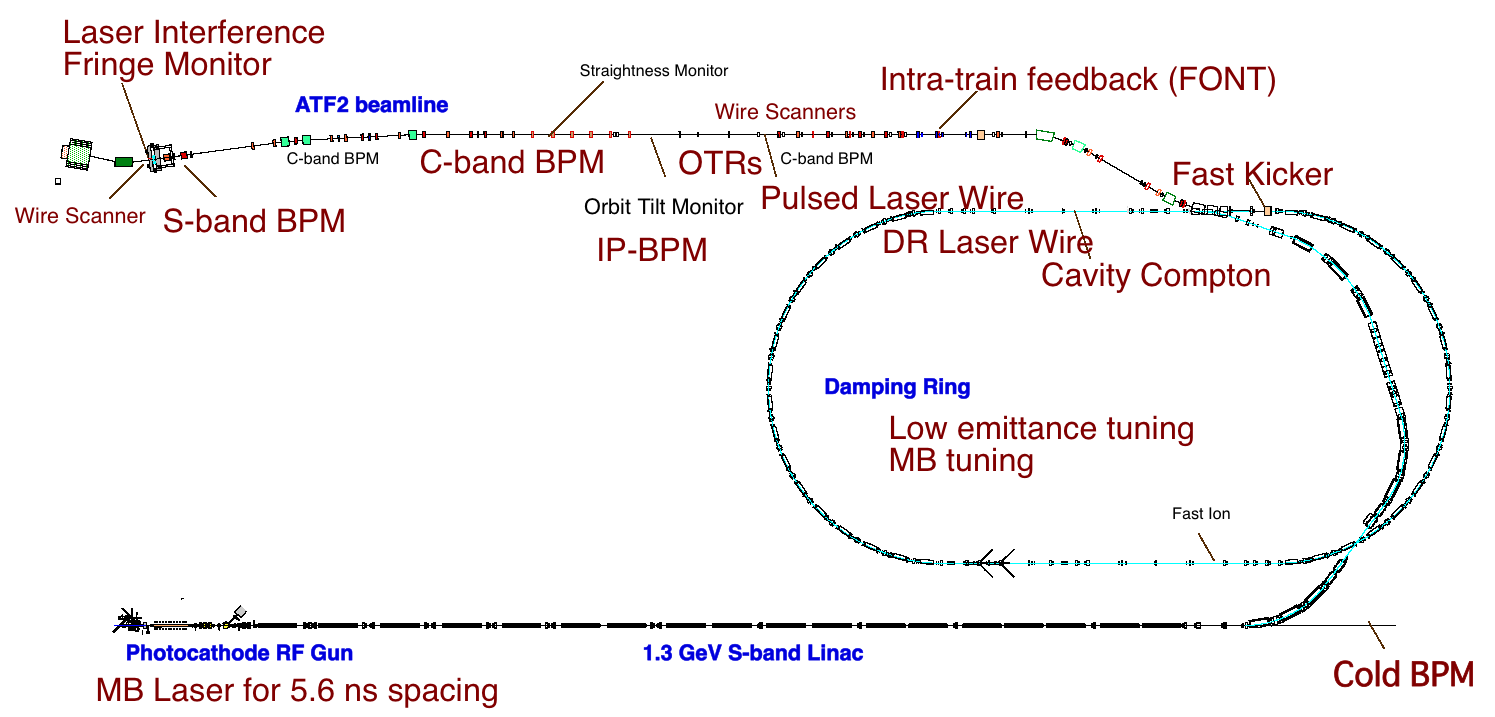 Laser Interference
Fringe Monitor
Straightness Monitor
Intra-train feedback (FONT)
ATF2 beamline
Wire Scanners
C-band BPM
C-band BPM
OTRs
C-band BPM
Fast Kicker
Pulsed Laser Wire
Orbit Tilt Monitor
Wire Scanner
S-band BPM
IP-BPM
DR Laser Wire
Cavity Compton
Damping Ring
Low emittance tuning
MB tuning
Fast Ion
Photocathode RF Gun
1.3 GeV S-band Linac
Cold BPM
MB Laser for 5.6 ns spacing